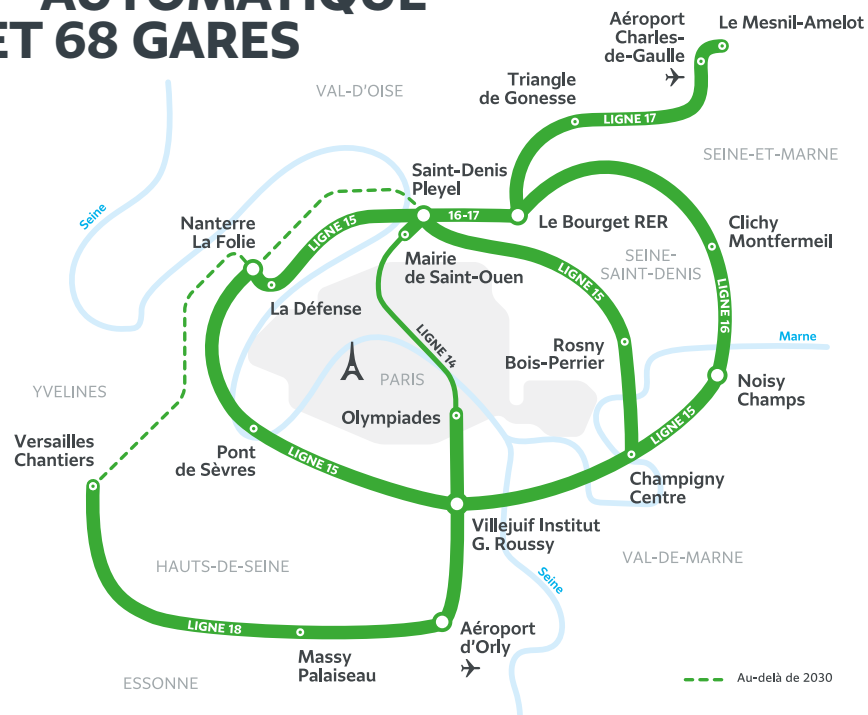 AUTOMATIQUE
ET 68 GARES
Aéroport
Charles-
de-Gaulle
Le Mesnil-Amelot
Triangle
de Gonesse
VAL-D'OISE
LIGNE 17
SEINE-ET-MARNE
Saint-Denis
Pleyel
Seine
Nanterre
La Folie
LIGNE 15
16-17
Le Bourget RER
Clichy
Montfermeil
Mairie
de Saint-Ouen
SEINE-
SAINT-DENIS
LIGNE 15
La Défense
LIGNE 16
LIGNE 14
Rosny
Bois-Perrier
Marne
PARIS
YVELINES
Noisy
Champs
Olympiades
LIGNE 15
Versailles
Chantiers
Pont
de Sèvres
LIGNE 15
Champigny
Centre
Villejuif Institut
G. Roussy
HAUTS-DE-SEINE
VAL-DE-MARNE
Seine
LIGNE 18
Aéroport
d'Orly
Massy
Palaiseau
ESSONNE
Au-delà de 2030